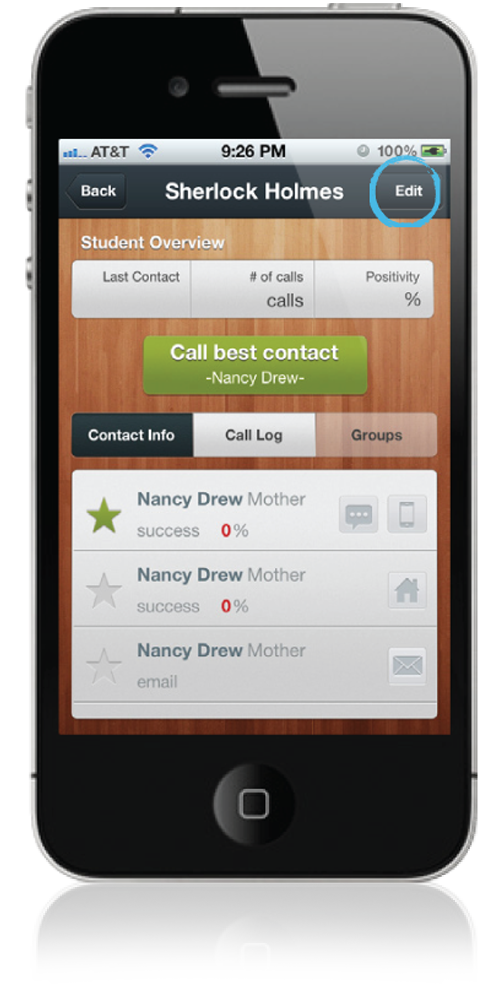 AT&T 9:26 PM 100%
Back Sherlock Holmes Edit
Student Overview
Last Contact # of calls Positivity
calls %
Call best contact
-Nancy Drew-
Contact Info Call Log Groups
Nancy Drew Mother
success 0%
Nancy Drew Mother
success 0%
Nancy Drew Mother
email